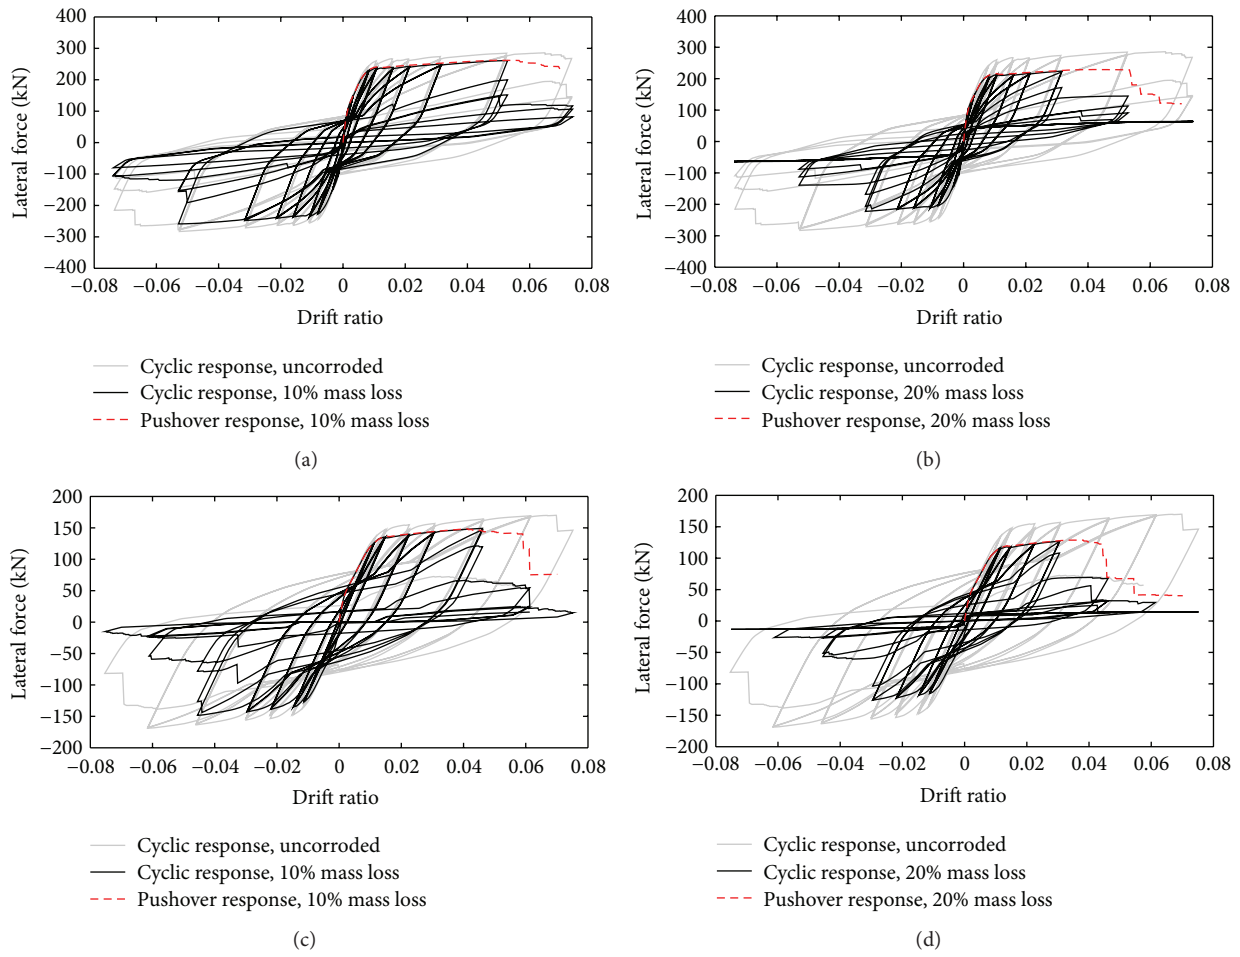 400
300
200
100
0
−100
−200
−300
−400
Lateral force (kN)
−0.08 −0.06 −0.04 −0.02 0 0.02 0.04 0.06 0.08
Drift ratio
Cyclic response, uncorroded
Cyclic response, 10% mass loss
Pushover response, 10% mass loss
(a)
400
300
200
100
0
−100
−200
−300
−400
Lateral force (kN)
−0.08 −0.06 −0.04 −0.02 0 0.02 0.04 0.06 0.08
Drift ratio
Cyclic response, uncorroded
Cyclic response, 20% mass loss
Pushover response, 20% mass loss
(b)
200
150
100
50
0
−50
−100
−150
−200
Lateral force (kN)
−0.08 −0.06 −0.04 −0.02 0 0.02 0.04 0.06 0.08
Drift ratio
Cyclic response, uncorroded
Cyclic response, 10% mass loss
Pushover response, 10% mass loss
(c)
200
150
100
50
0
−50
−100
−150
−200
Lateral force (kN)
−0.08 −0.06 −0.04 −0.02 0 0.02 0.04 0.06 0.08
Drift ratio
Cyclic response, uncorroded
Cyclic response, 20% mass loss
Pushover response, 20% mass loss
(d)